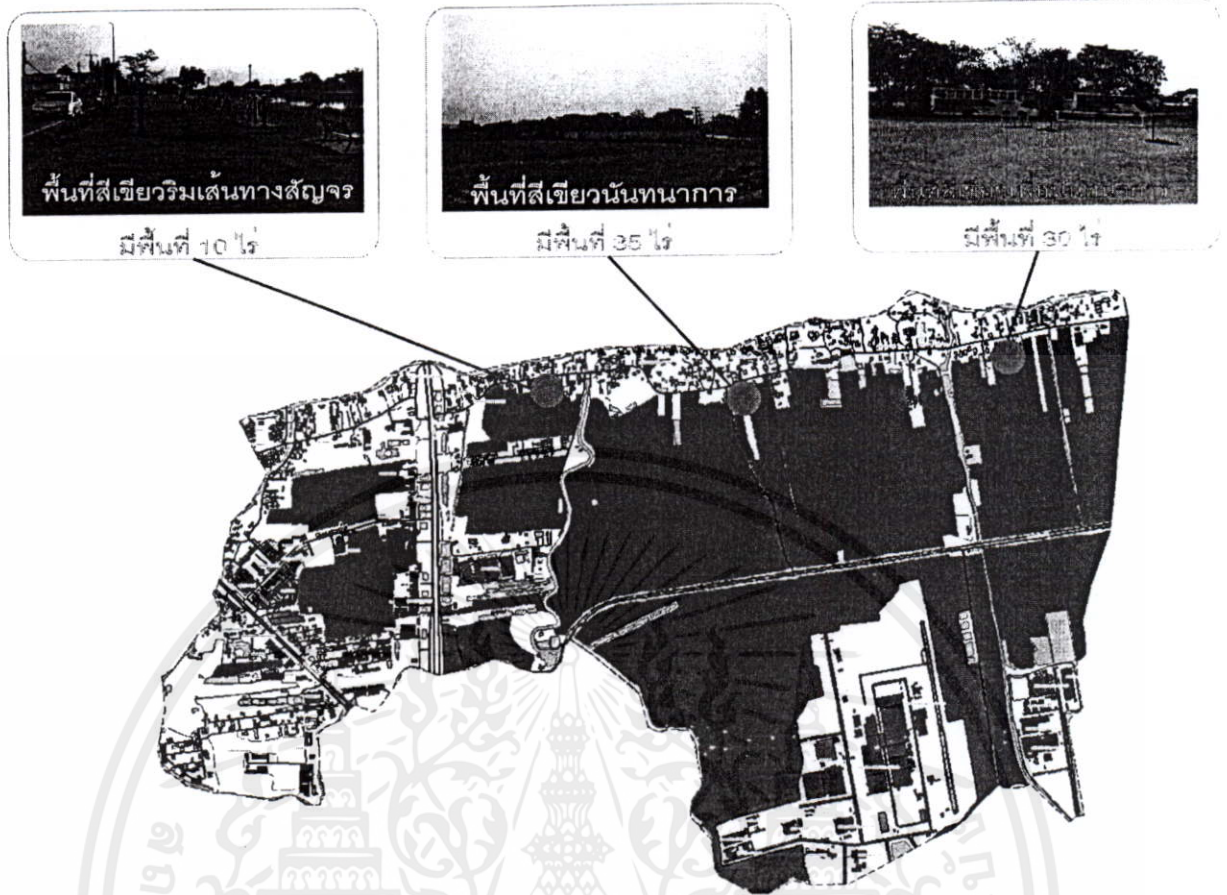 พื้นที่สีเขียวริมเส้นทางสัญจร
มีพื้นที่ 10 ไร่
พื้นที่สีเขียวนันทนาการ
มีพื้นที่ 35 ไร่
มีพื้นที่ 30 ไร่